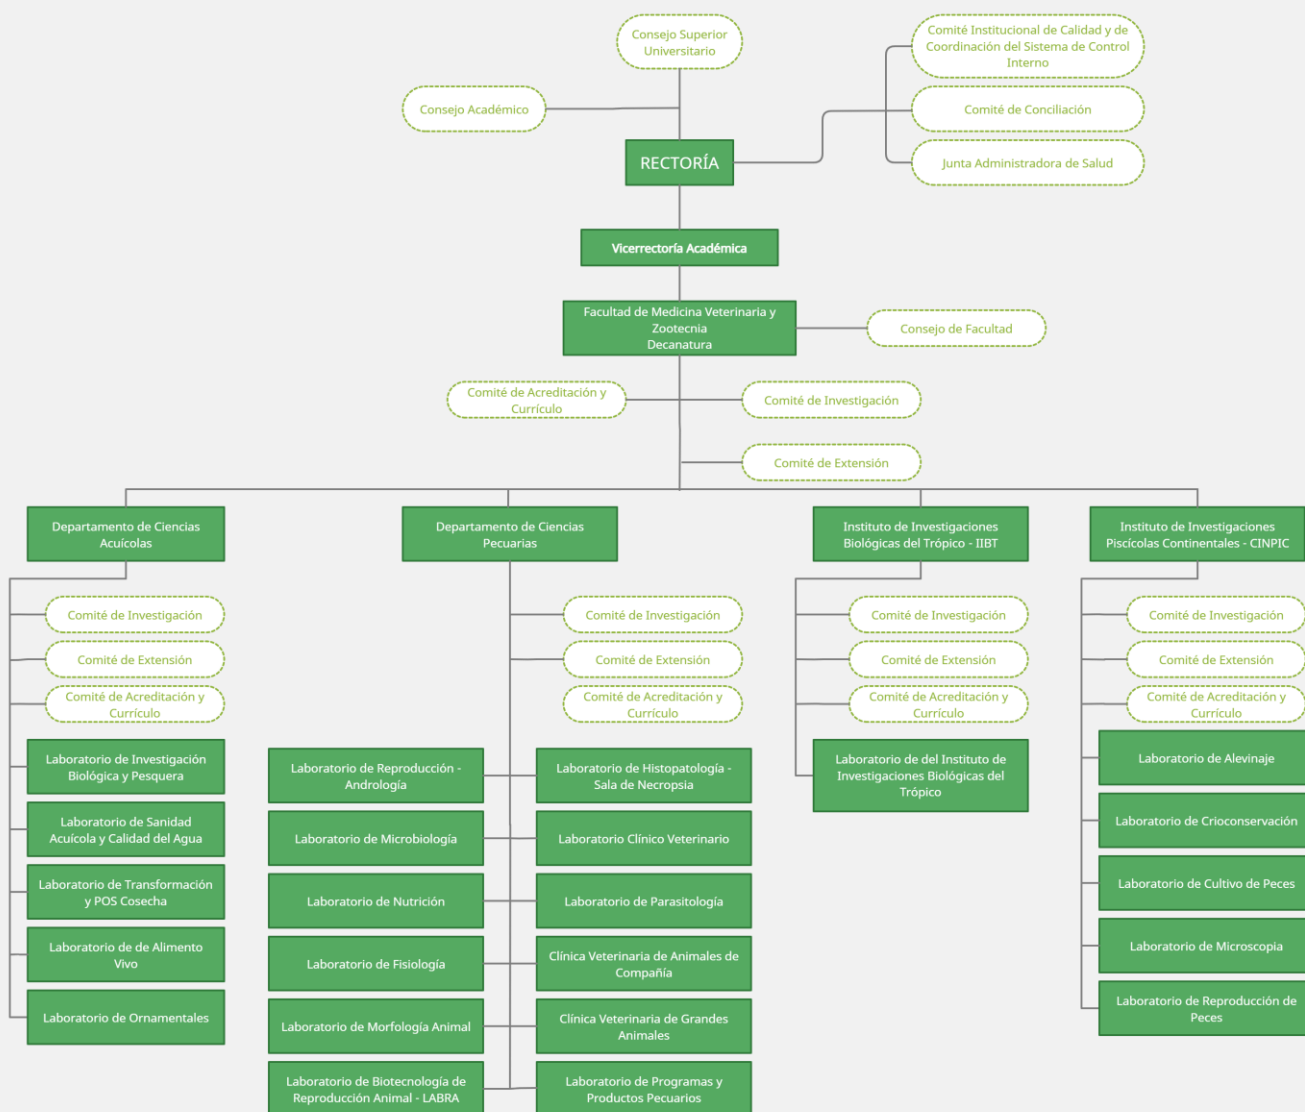 Consejo Superior
Universitario
Comité Institucional de Calidad y de
Coordinación del Sistema de Control
Interno
Consejo Académico
Comité de Conciliación
RECTORÍA
Junta Administradora de Salud
Vicerrectoría Académica
Facultad de Medicina Veterinaria y
Zootecnia
Decanatura
Consejo de Facultad
Comité de Acreditación y
Currículo
Comité de Investigación
Comité de Extensión
Departamento de Ciencias
Acuícolas
Comité de Investigación
Comité de Extensión
Comité de Acreditación y
Currículo
Laboratorio de Investigación
Biológica y Pesquera
Laboratorio de Sanidad
Acuícola y Calidad del Agua
Laboratorio de Transformación
y POS Cosecha
Laboratorio de de Alimento
Vivo
Laboratorio de Ornamentales
Departamento de Ciencias
Pecuarias
Comité de Investigación
Comité de Extensión
Comité de Acreditación y
Currículo
Laboratorio de Reproducción -
Andrología
Laboratorio de Histopatología -
Sala de Necropsia
Laboratorio de Microbiología
Laboratorio Clínico Veterinario
Laboratorio de Nutrición
Laboratorio de Parasitología
Laboratorio de Fisiología
Clínica Veterinaria de Animales de
Compañía
Laboratorio de Morfología Animal
Clínica Veterinaria de Grandes
Animales
Laboratorio de Biotecnología de
Reproducción Animal - LABRA
Laboratorio de Programas y
Productos Pecuarios
Instituto de Investigaciones
Biológicas del Trópico - IIBT
Comité de Investigación
Comité de Extensión
Comité de Acreditación y
Currículo
Laboratorio de del Instituto de
Investigaciones Biológicas del
Trópico
Instituto de Investigaciones
Piscícolas Continentales - CINPIC
Comité de Investigación
Comité de Extensión
Comité de Acreditación y
Currículo
Laboratorio de Alevinaje
Laboratorio de Crioconservación
Laboratorio de Cultivo de Peces
Laboratorio de Microscopia
Laboratorio de Reproducción de
Peces